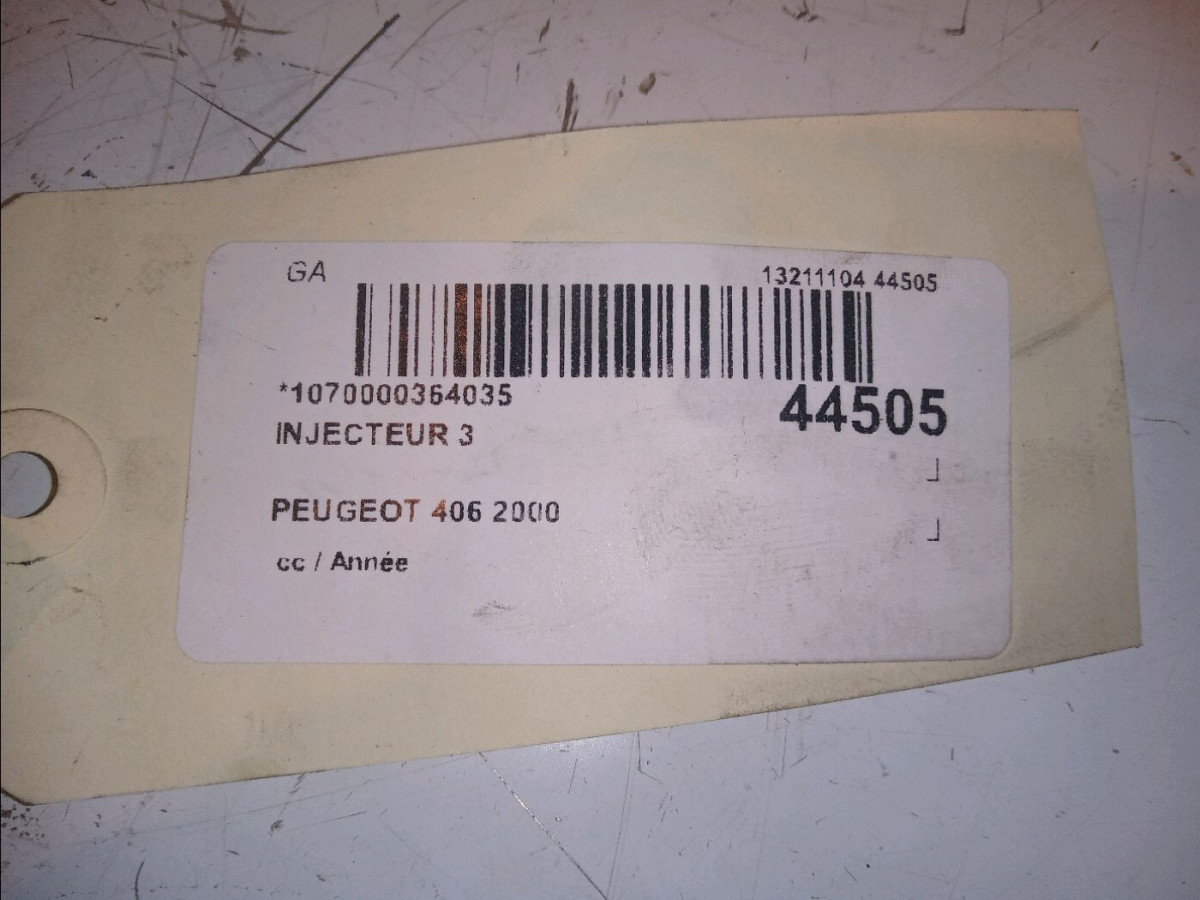 GA
13211104 44505
*1070000364035
44505
INJECTEUR 3
PEUGEOT 406 2000
cc / Année